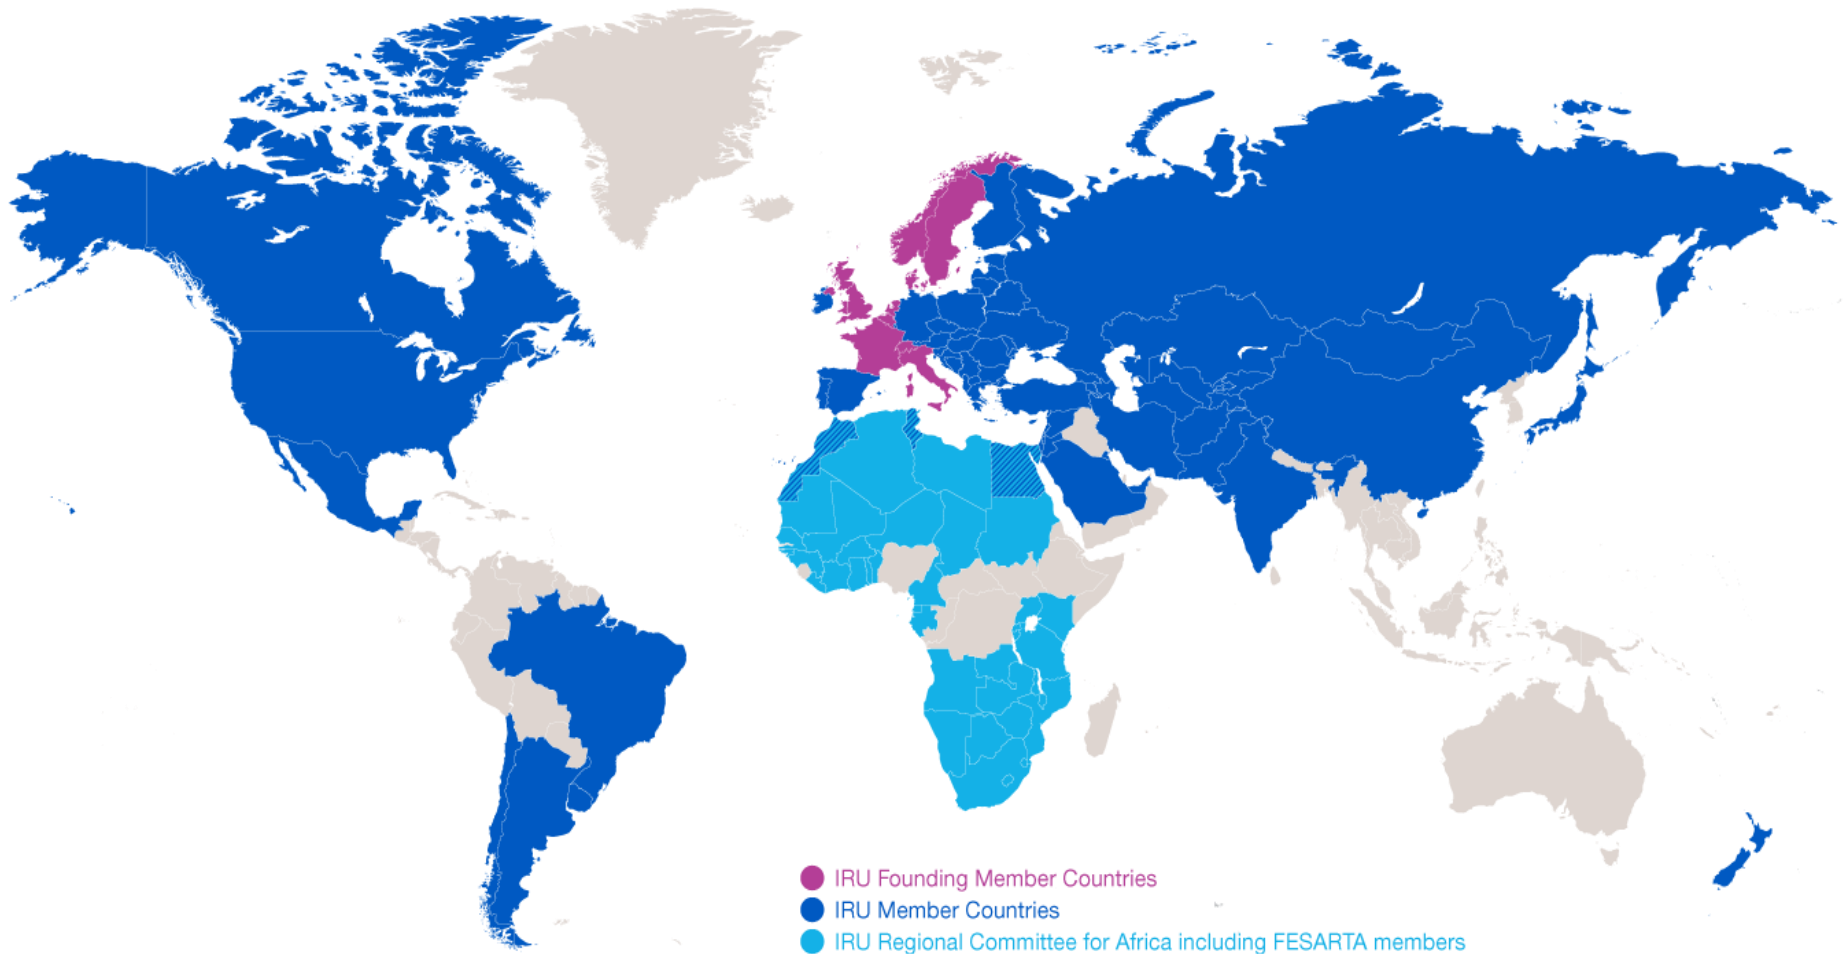 IRU Founding Member Countries
IRU Member Countries
IRU Regional Committee for Africa including FESARTA members